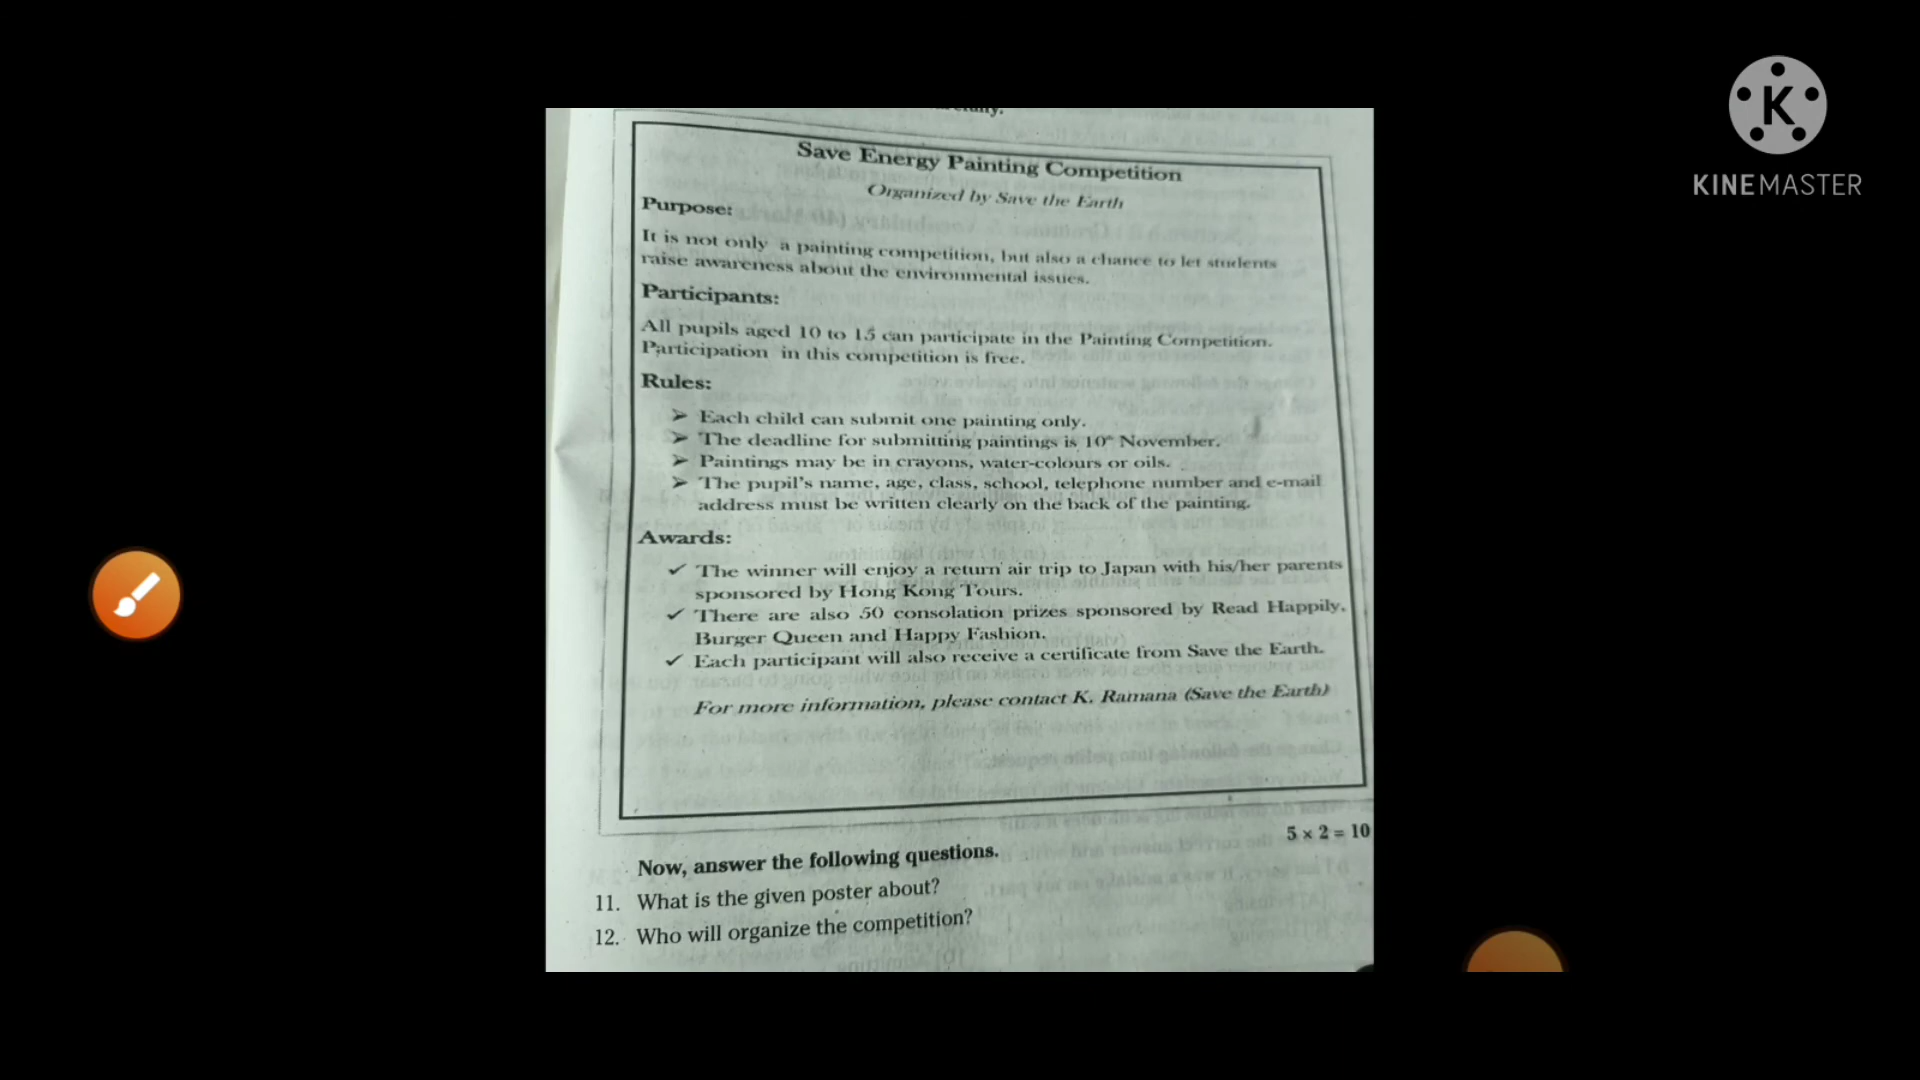 Save Energy Painting Competition
Organized by Save the Earth
Purpose:
It is not only a painting competition, but also a chance to let students
raise awareness about the environmental issues.
Participants:
All pupils aged 10 to 15 can participate in the Painting Competition.
Participation in this competition is free.
Rules:
➢ Each child can submit one painting only.
➢ The deadline for submitting paintings is 10th November.
➢ Paintings may be in crayons, water-colours or oils.
➢ The pupil's name, age, class, school, telephone number and e-mail
address must be written clearly on the back of the painting.
Awards:
✓ The winner will enjoy a return air trip to Japan with his/her parents
sponsored by Hong Kong Tours.
✓ There are also 50 consolation prizes sponsored by Read Happily,
Burger Queen and Happy Fashion.
✓ Each participant will also receive a certificate from Save the Earth.
For more information, please contact K. Ramana (Save the Earth)
5 × 2 = 10
Now, answer the following questions.
11. What is the given poster about?
12. Who will organize the competition?
K
KINEMASTER